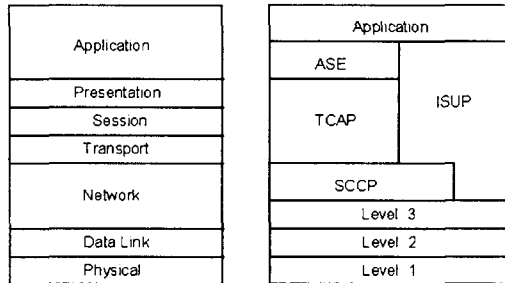 Application
Presentation
Session
Transport
Network
Data Link
Physical
Application
ASE
ISUP
TCAP
SCCP
Level 3
Level 2
Level 1